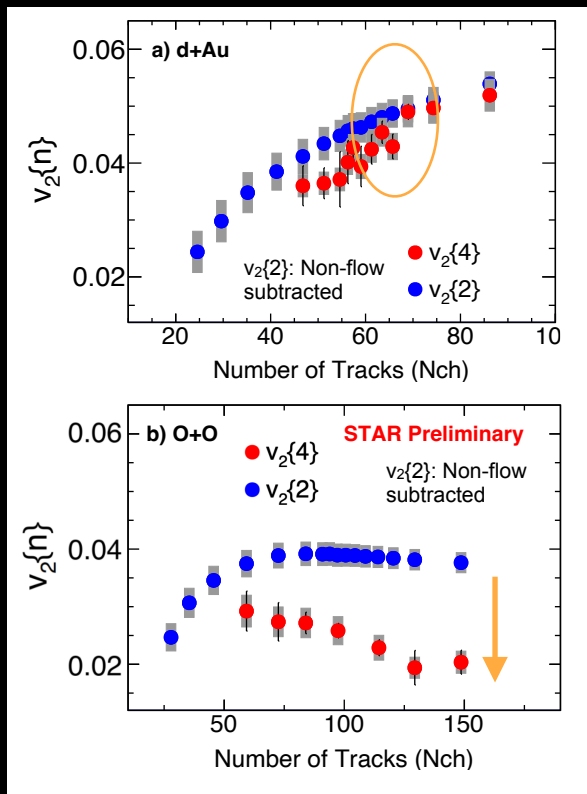 0.06
a) d+Au
0.04
v2{n}
v2{4}
v2{2}: Non-flow
subtracted
v2{2}
0.02
20 40 60 80 10
Number of Tracks (Nch)
0.06
b) O+O STAR Preliminary
v2{4}
v2{2}: Non-flow
subtracted
v2{2}
0.04
v2{n}
0.02
50 100 150
Number of Tracks (Nch)